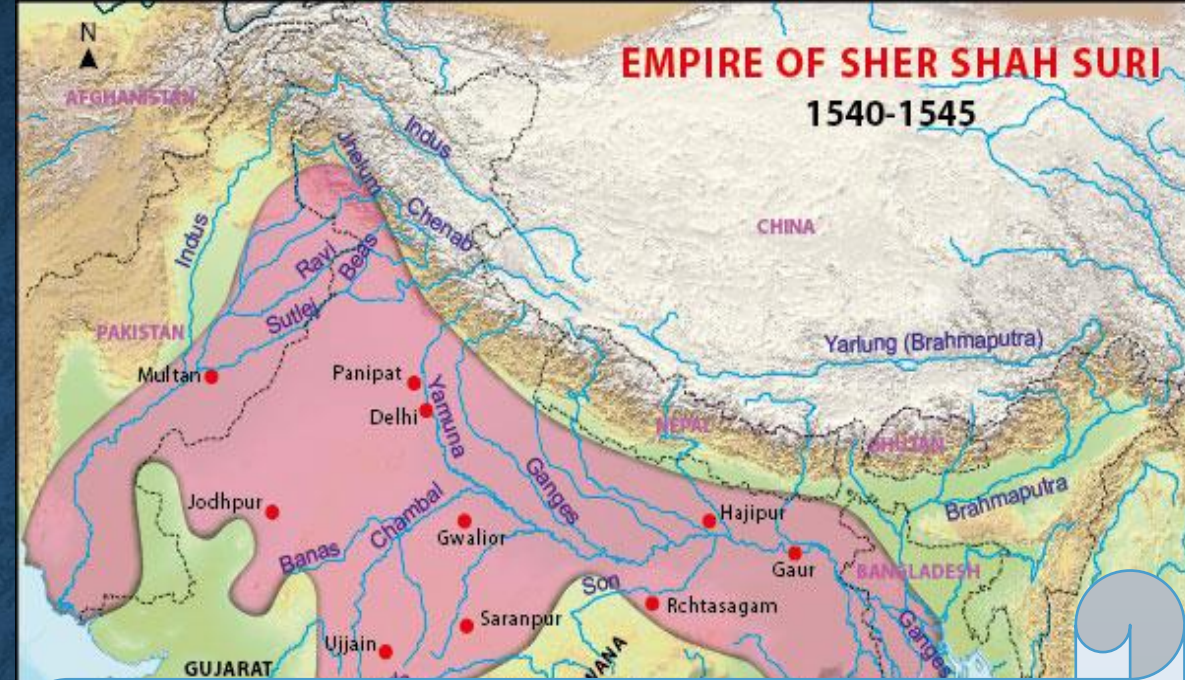 N
EMPIRE OF SHER SHAH SURI
1540-1545
AFGHANISTAN
Indus
Jhelum
Chenab
Indus
CHINA
Ravi
Beas
Sutlej
PAKISTAN
Yarlung (Brahmaputra)
Multan
Panipat
Delhi
Yamuna
NEPAL
BHUTAN
Ganges
Brahmaputra
Jodhpur
Chambal
Gwalior
Hajipur
Banas
Gaur
BANGLADESH
Son
Rchtasagam
Saranpur
Ganges
Ujjain
GUJARAT